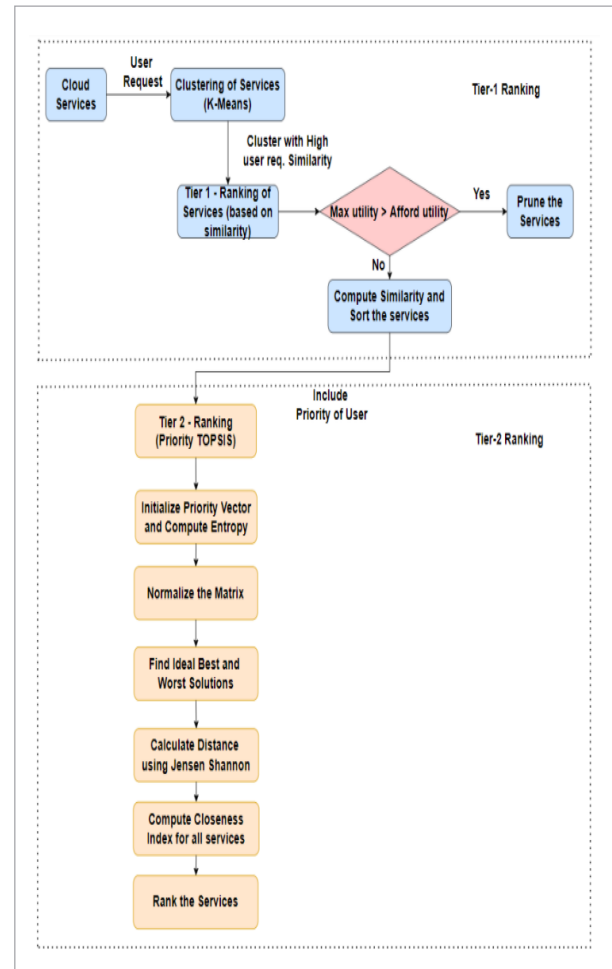 User
Request
Cloud
Services
Clustering of Services
(K-Means)
Tier-1 Ranking
Cluster with High
user req. Similarity
Tier 1 - Ranking of
Services (based on
similarity)
Max utility > Afford utility
Yes
Prune the
Services
No
Compute Similarity and
Sort the services
Include
Priority of User
Tier 2 - Ranking
(Priority TOPSIS)
Tier-2 Ranking
Initialize Priority Vector
and Compute Entropy
Normalize the Matrix
Find Ideal Best and
Worst Solutions
Calculate Distance
using Jensen Shannon
Compute Closeness
Index for all services
Rank the Services